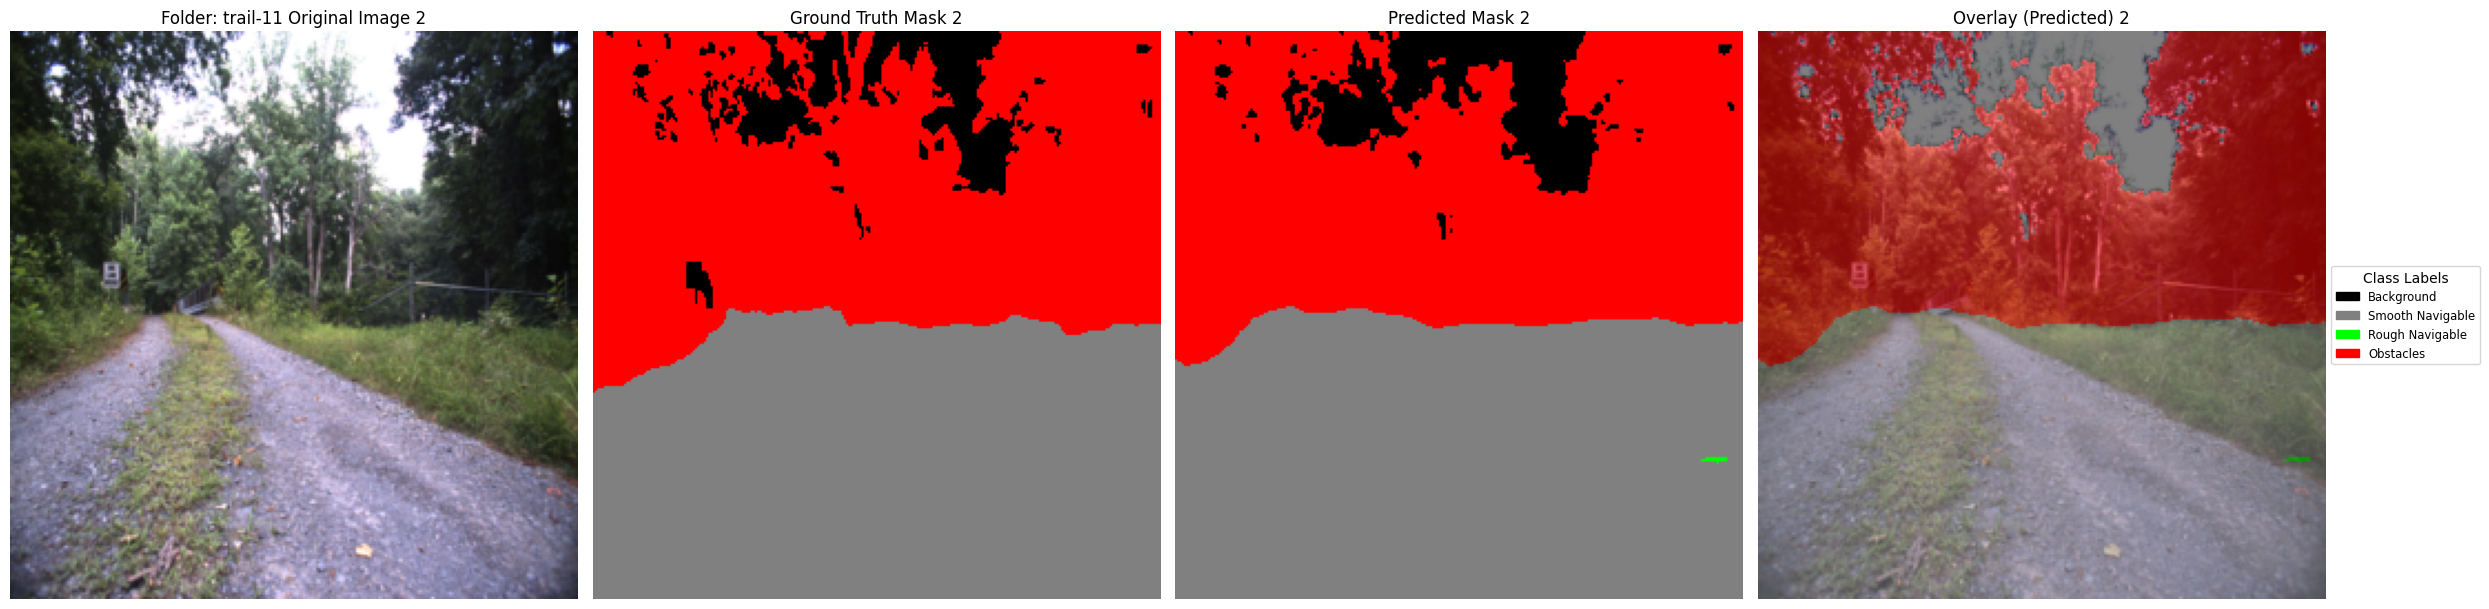 Folder: trail-11 Original Image 2
Ground Truth Mask 2
Predicted Mask 2
Overlay (Predicted) 2
Class Labels
Background
Smooth Navigable
Rough Navigable
Obstacles